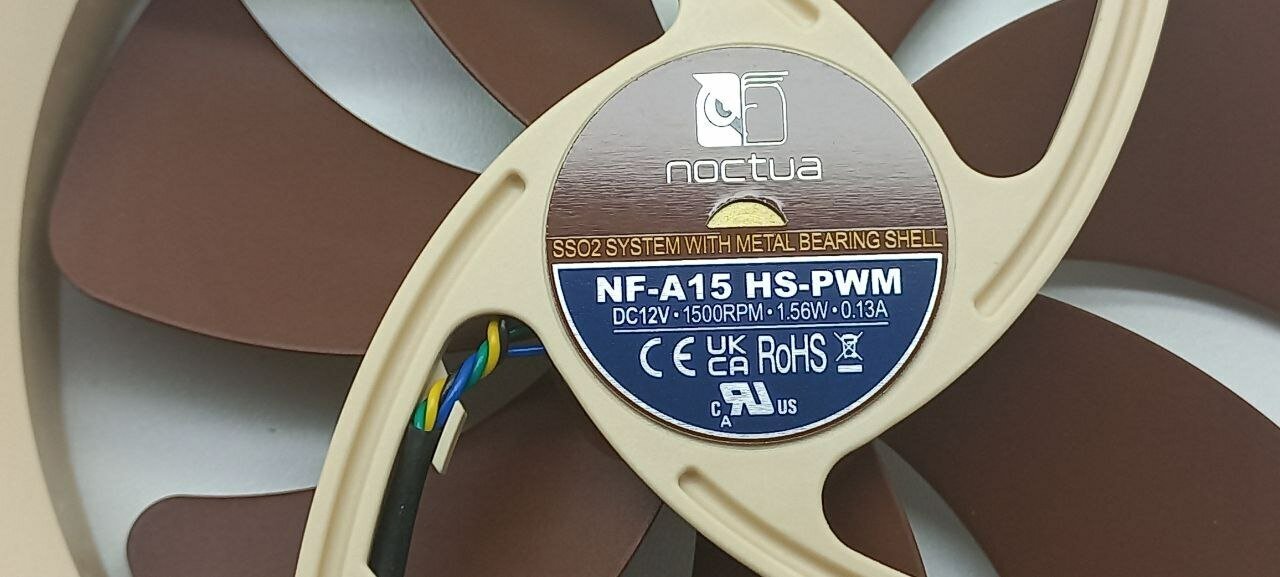 noctua
SSO2 SYSTEM WITH METAL BEARING SHELL
NF-A15 HS-PWM
DC12V · 1500RPM · 1.56W · 0.13A
CE UK CA RoHS
c RU US
A